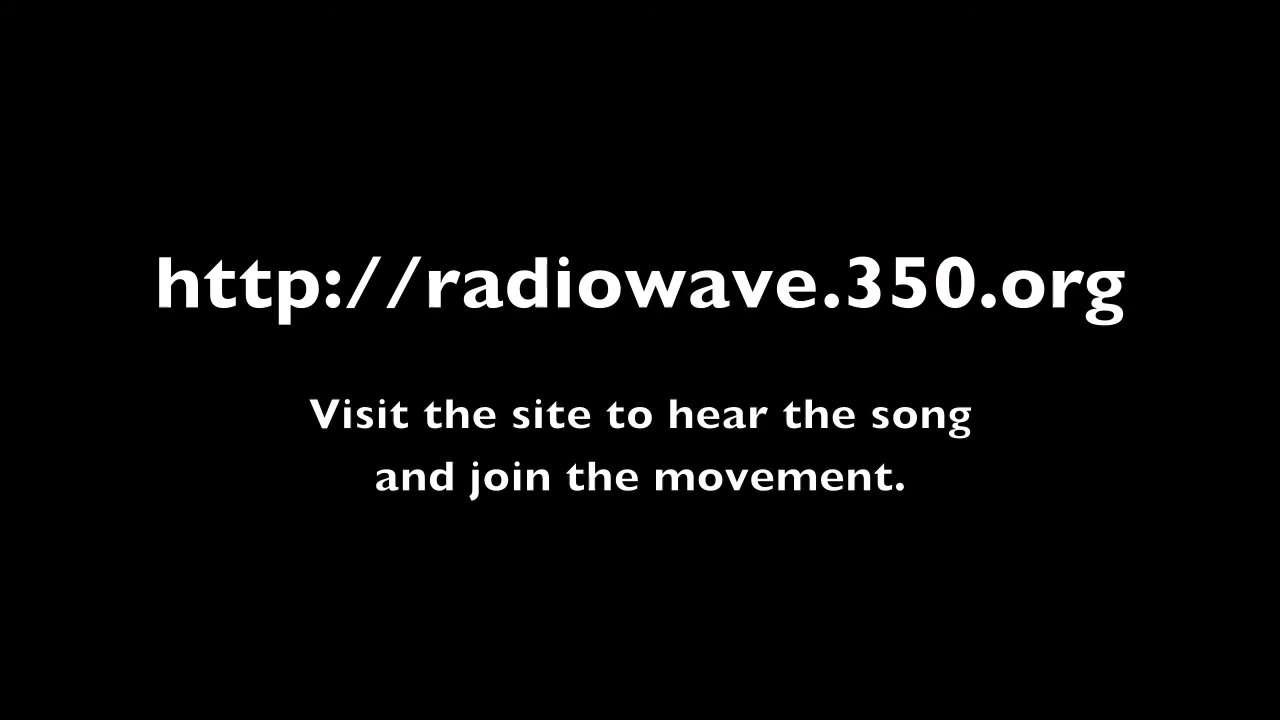 http://radiowave.350.org
Visit the site to hear the song
and join the movement.